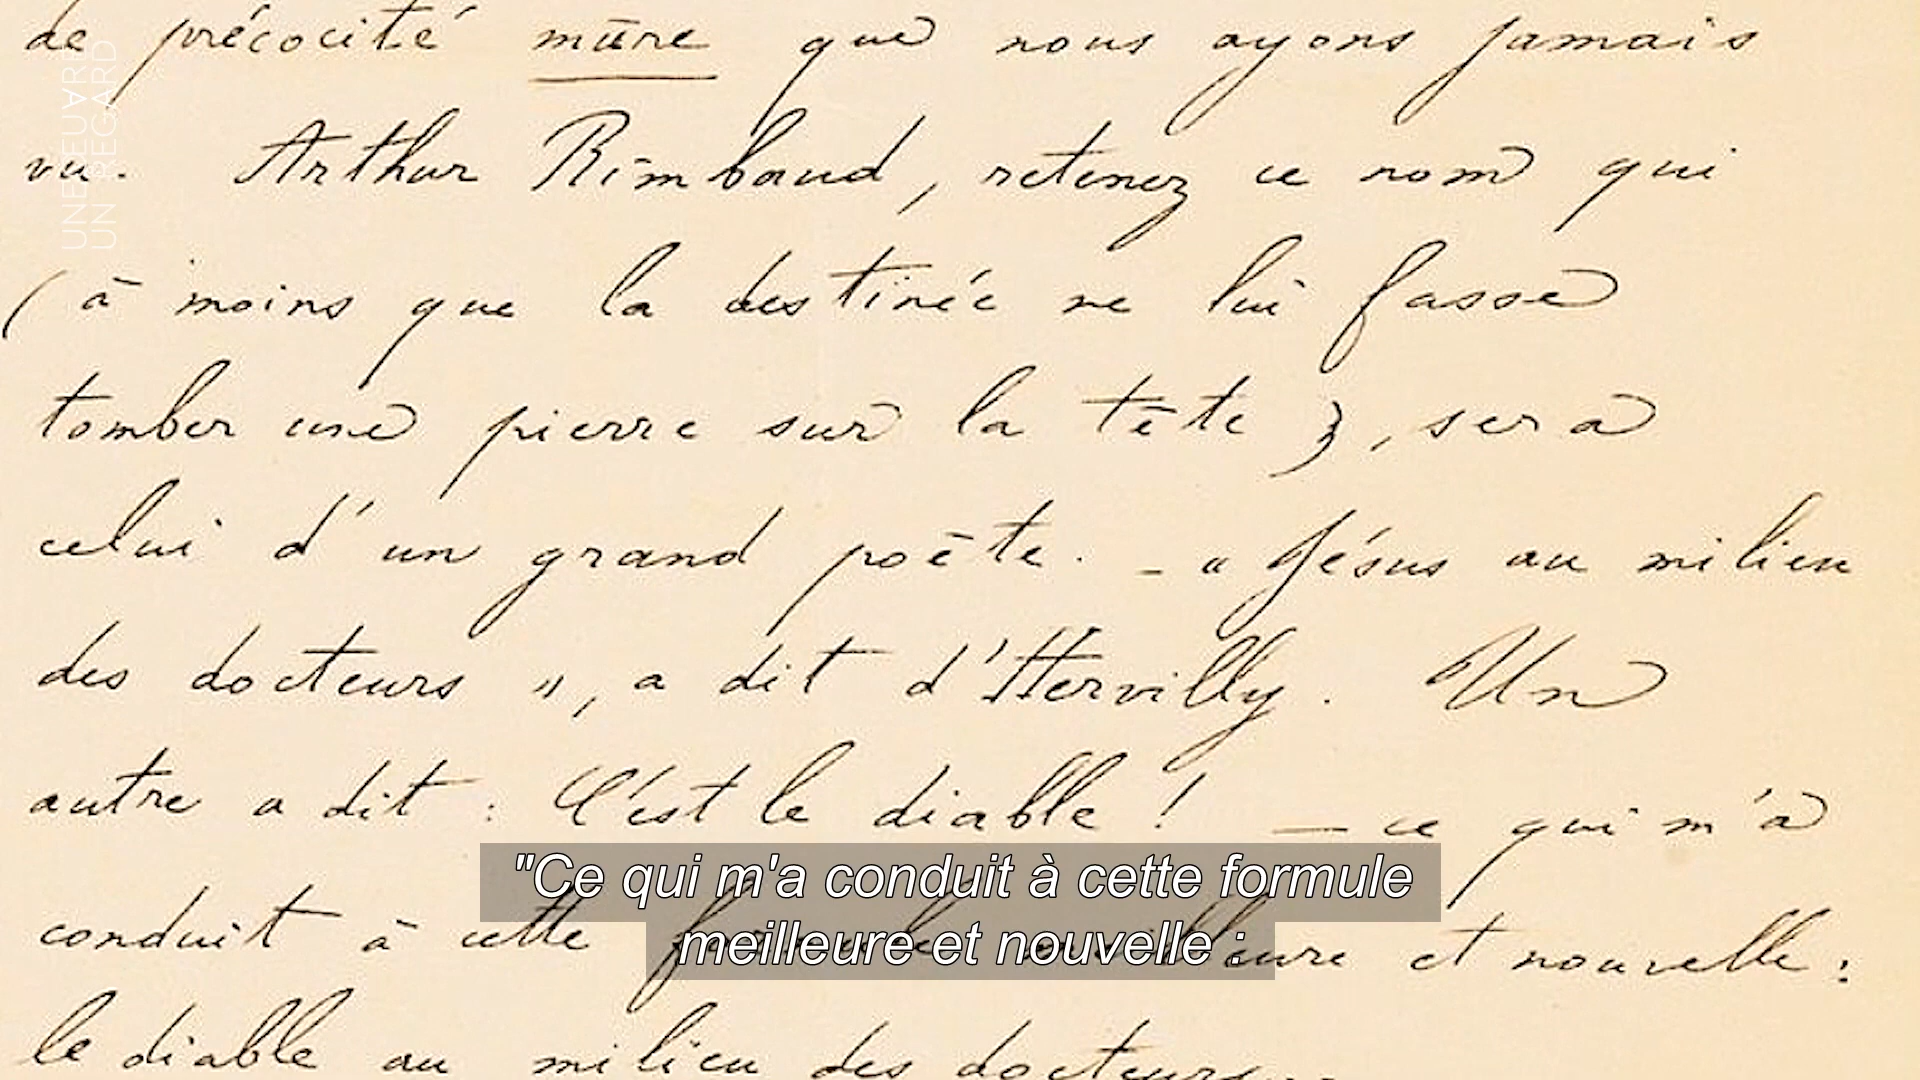 de précocité mûre que nous ayons jamais
vu. Arthur Rimbaud, retenez ce nom qui
(à moins que la destinée ne lui fasse
tomber une pierre sur la tête), sera
celui d'un grand poète. _ « Jésus au milieu
des docteurs », a dit d'Hervilly. Un
autre a dit : C'est le diable ! — ce qui m'a
conduit à cette formule meilleure et nouvelle :
le diable au milieu des docteurs...
"Ce qui m'a conduit à cette formule
meilleure et nouvelle :
UNE ŒUVRE
UN REGARD